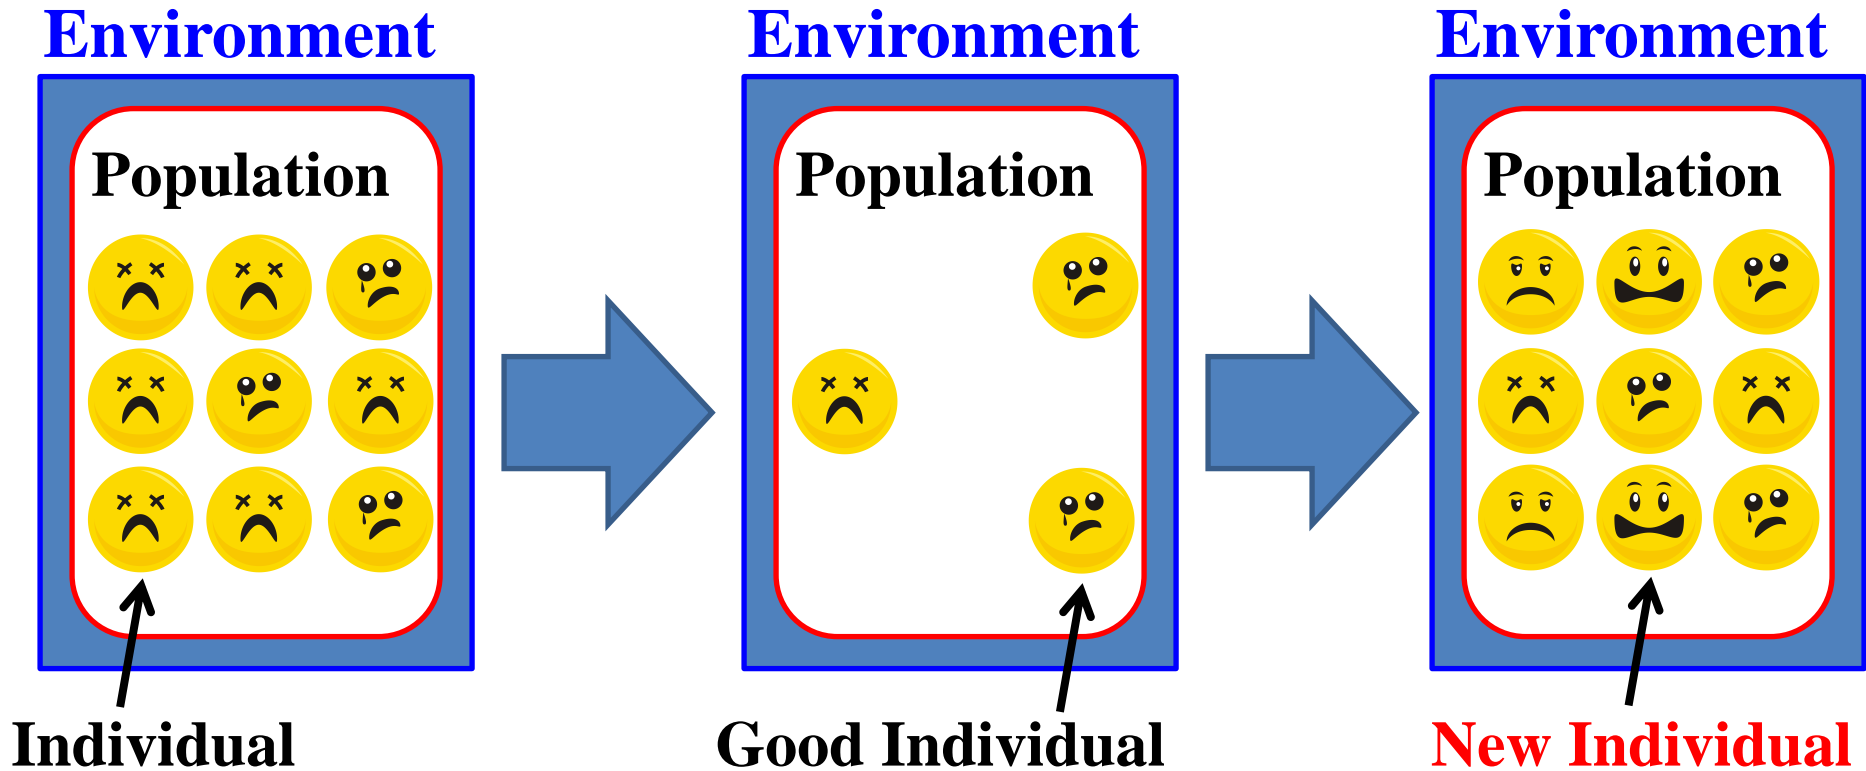 Environment
Environment
Environment
Population
Population
Population
Individual
Good Individual
New Individual